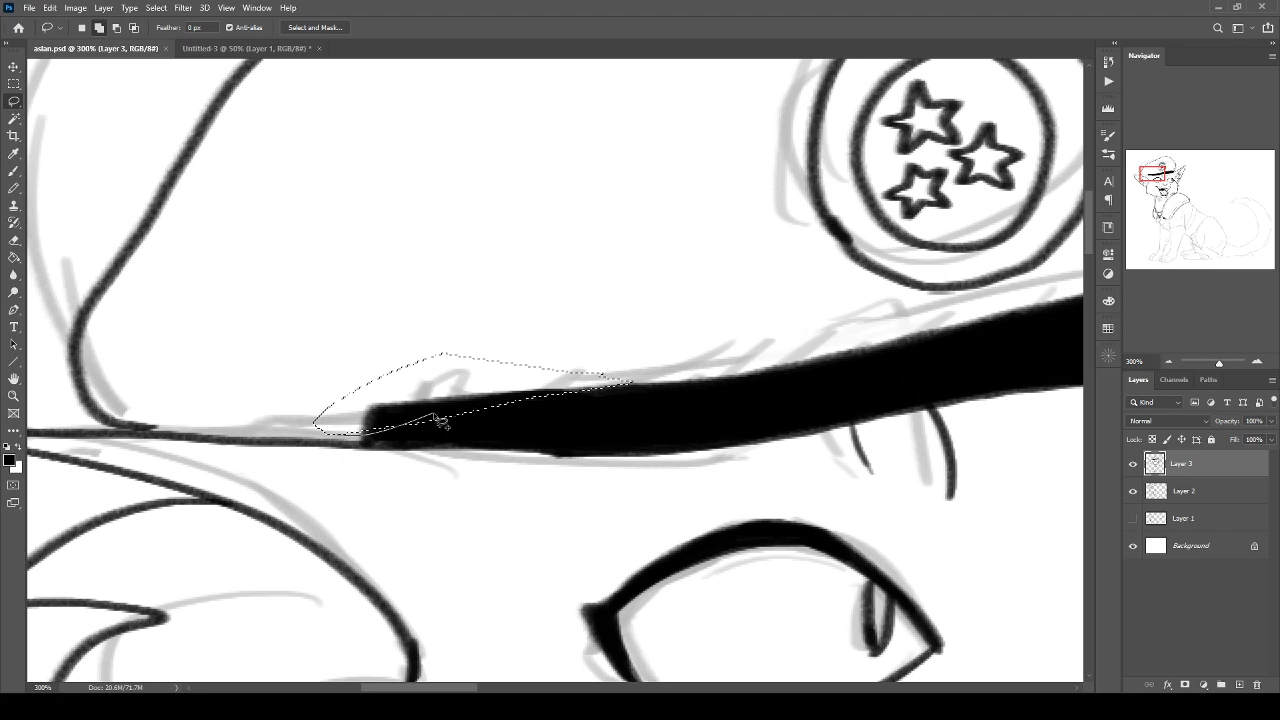 Ps File Edit Image Layer Type Select Filter 3D View Window Help
Feather: 0 px Anti-alias Select and Mask...
aslan.psd @ 300% (Layer 3, RGB/8#) × Untitled-3 @ 50% (Layer 1, RGB/8#) * ×
Navigator
300%
Layers Channels Paths
Kind
Normal Opacity: 100%
Lock: Fill: 100%
Layer 3
Layer 2
Layer 1
Background
300% Doc: 20.6M/71.7M